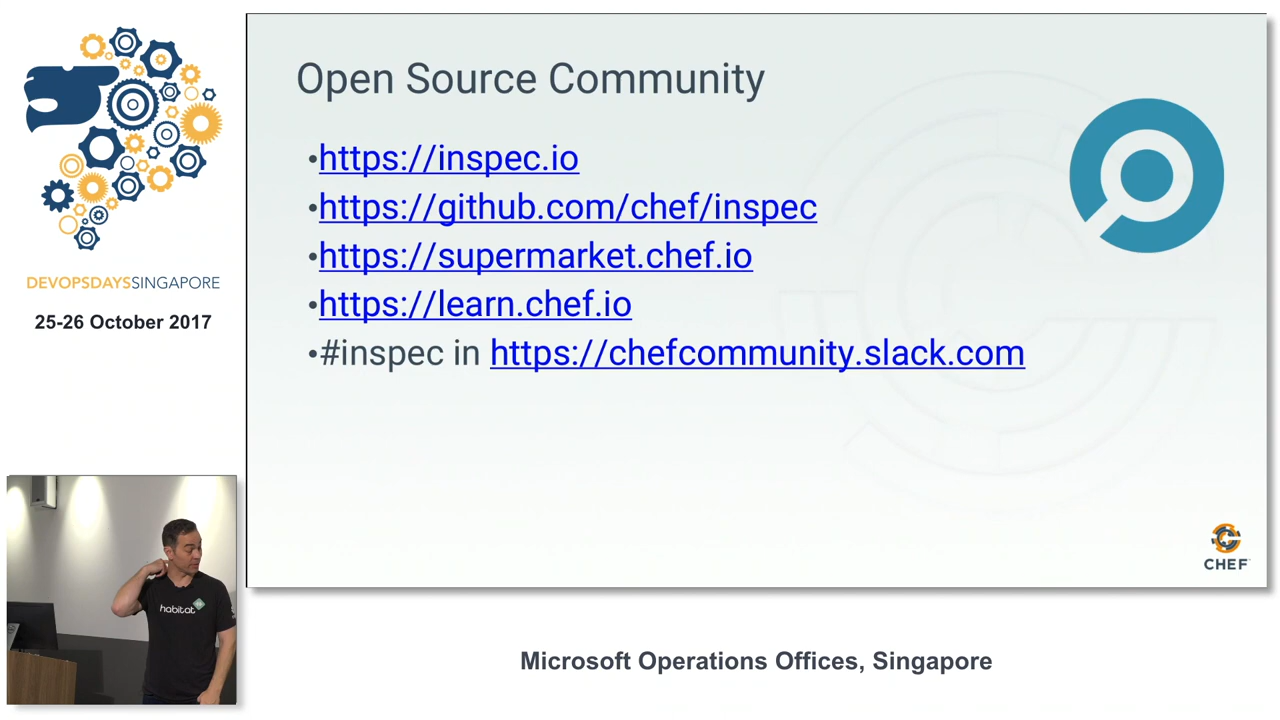 Open Source Community
•https://inspec.io
•https://github.com/chef/inspec
•https://supermarket.chef.io
•https://learn.chef.io
•#inspec in https://chefcommunity.slack.com
CHEF
DEVOPSDAYSSINGAPORE
25-26 October 2017
habitat
Microsoft Operations Offices, Singapore